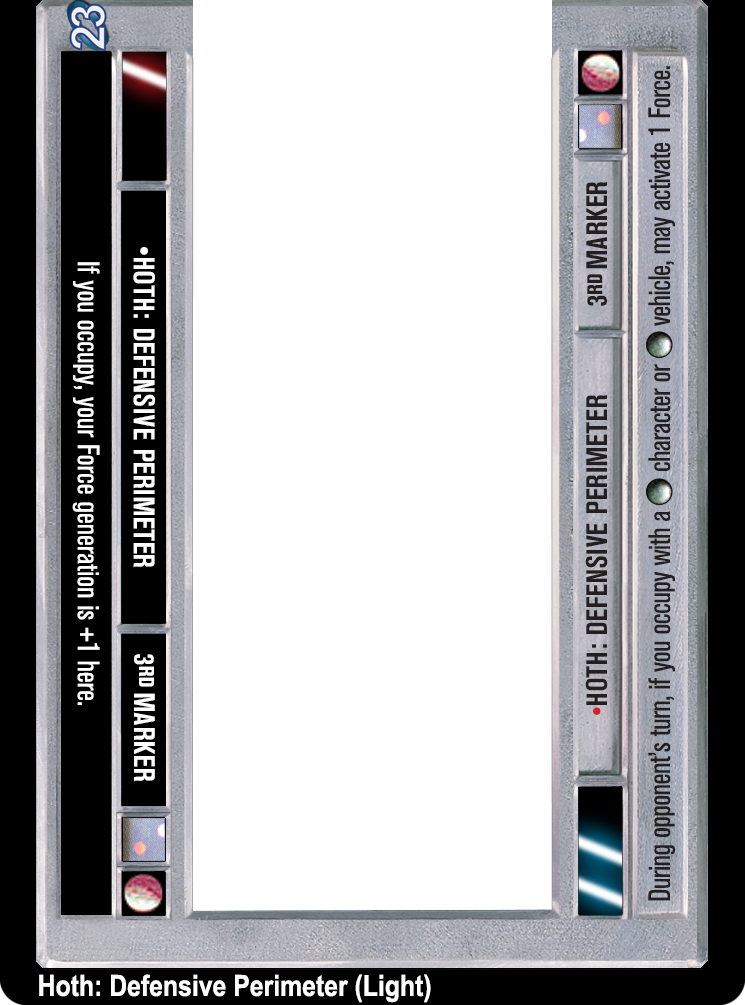 23
If you occupy, your Force generation is +1 here.
•HOTH: DEFENSIVE PERIMETER
3RD MARKER
3RD MARKER
•HOTH: DEFENSIVE PERIMETER
During opponent's turn, if you occupy with a character or vehicle, may activate 1 Force.
Hoth: Defensive Perimeter (Light)